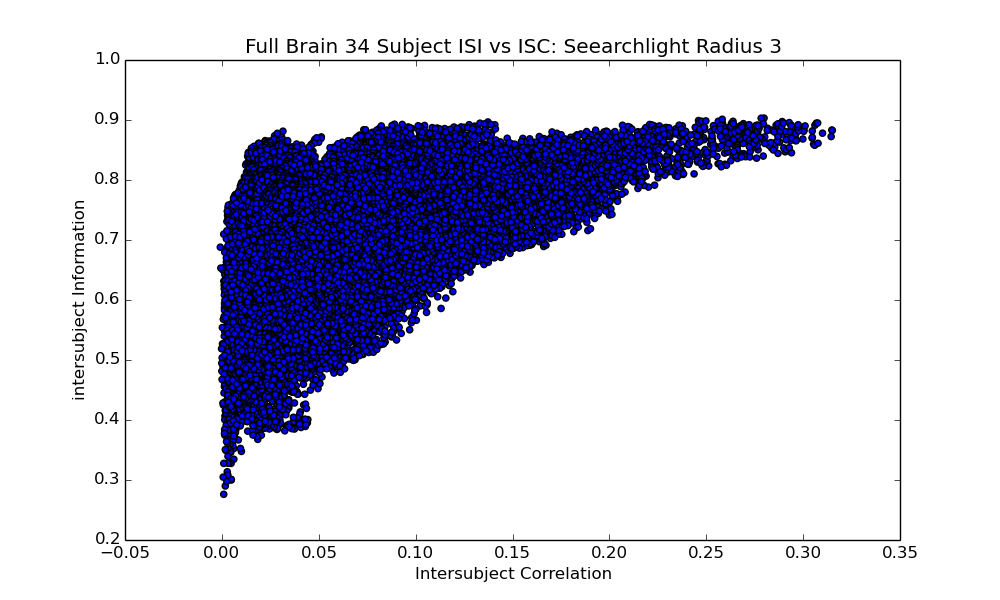 Full Brain 34 Subject ISI vs ISC: Seearchlight Radius 3
1.0
0.9
0.8
0.7
0.6
0.5
0.4
0.3
0.2
intersubject Information
−0.05 0.00 0.05 0.10 0.15 0.20 0.25 0.30 0.35
Intersubject Correlation